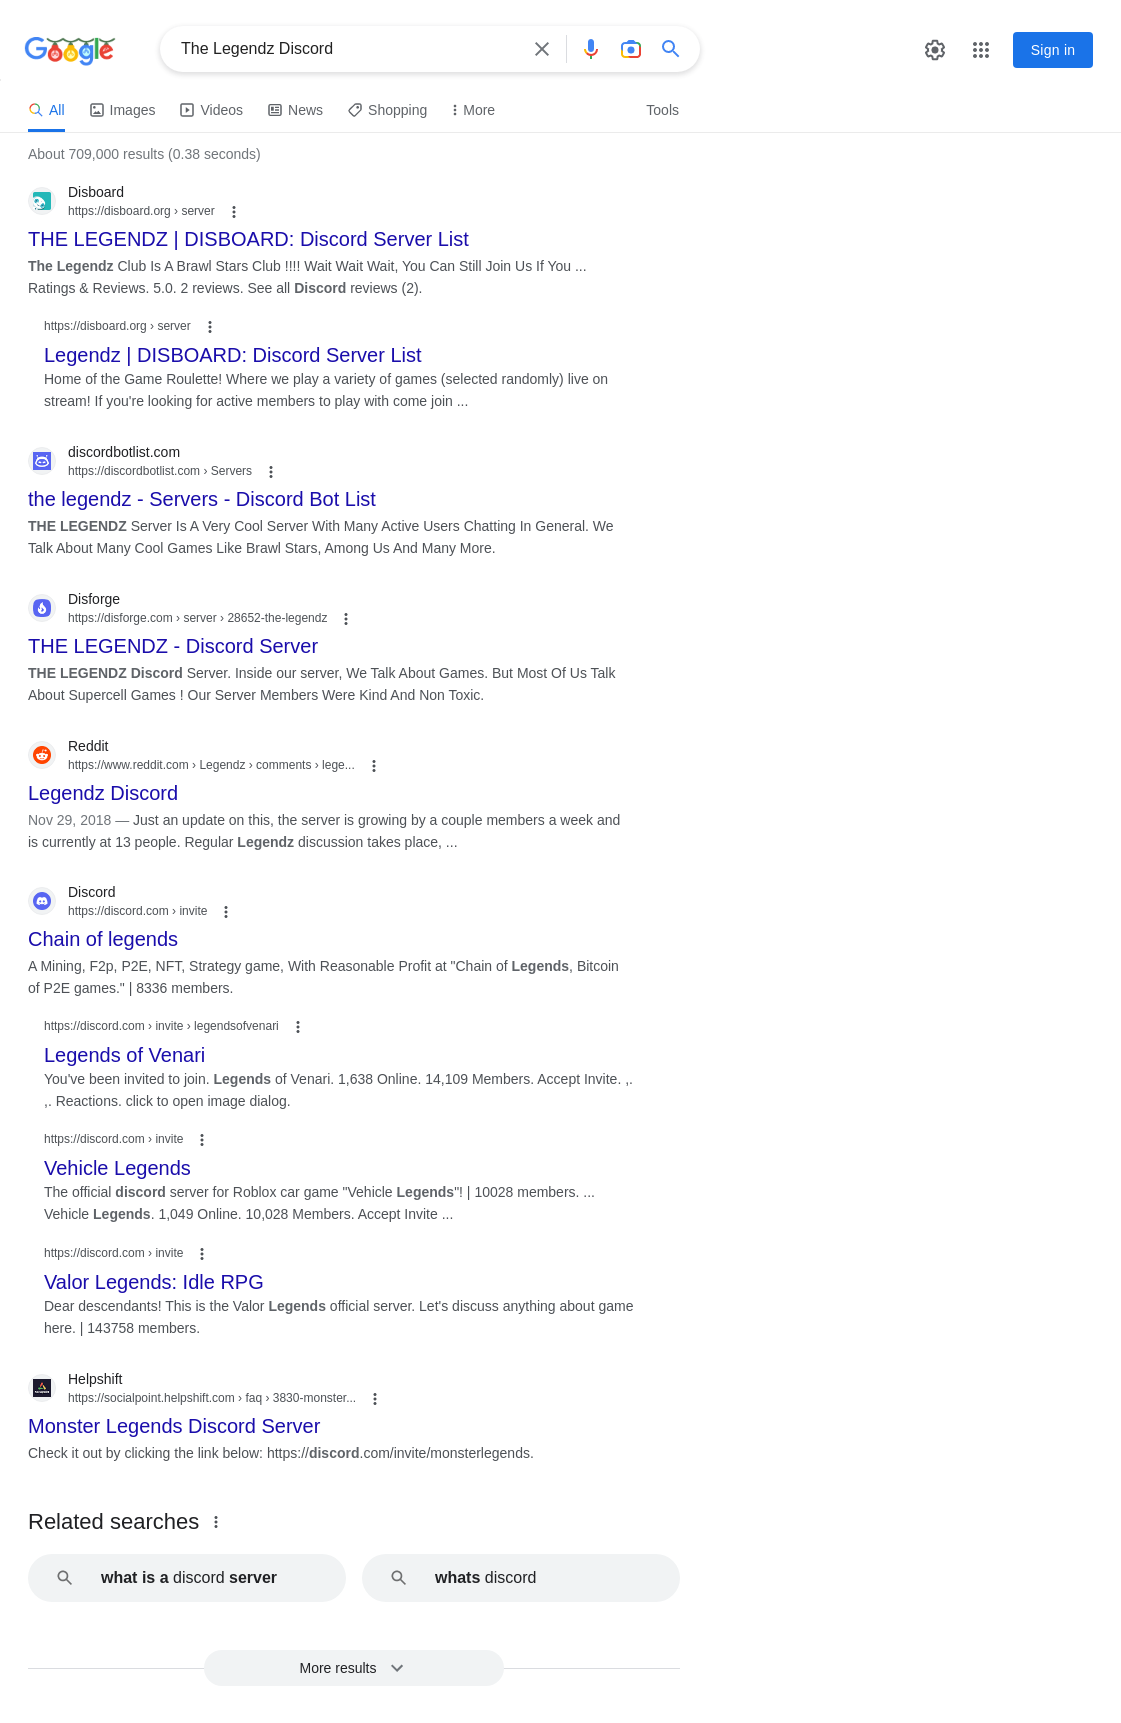 Google
The Legendz Discord
Sign in
All
Images
Videos
News
Shopping
More
Tools
About 709,000 results (0.38 seconds)
Disboard
https://disboard.org › server
THE LEGENDZ | DISBOARD: Discord Server List
The Legendz Club Is A Brawl Stars Club !!!! Wait Wait Wait, You Can Still Join Us If You ...
Ratings & Reviews. 5.0. 2 reviews. See all Discord reviews (2).
https://disboard.org › server
Legendz | DISBOARD: Discord Server List
Home of the Game Roulette! Where we play a variety of games (selected randomly) live on
stream! If you're looking for active members to play with come join ...
discordbotlist.com
https://discordbotlist.com › Servers
the legendz - Servers - Discord Bot List
THE LEGENDZ Server Is A Very Cool Server With Many Active Users Chatting In General. We
Talk About Many Cool Games Like Brawl Stars, Among Us And Many More.
Disforge
https://disforge.com › server › 28652-the-legendz
THE LEGENDZ - Discord Server
THE LEGENDZ Discord Server. Inside our server, We Talk About Games. But Most Of Us Talk
About Supercell Games ! Our Server Members Were Kind And Non Toxic.
Reddit
https://www.reddit.com › Legendz › comments › lege...
Legendz Discord
Nov 29, 2018 — Just an update on this, the server is growing by a couple members a week and
is currently at 13 people. Regular Legendz discussion takes place, ...
Discord
https://discord.com › invite
Chain of legends
A Mining, F2p, P2E, NFT, Strategy game, With Reasonable Profit at "Chain of Legends, Bitcoin
of P2E games." | 8336 members.
https://discord.com › invite › legendsofvenari
Legends of Venari
You've been invited to join. Legends of Venari. 1,638 Online. 14,109 Members. Accept Invite. ,.
,. Reactions. click to open image dialog.
https://discord.com › invite
Vehicle Legends
The official discord server for Roblox car game "Vehicle Legends"! | 10028 members. ...
Vehicle Legends. 1,049 Online. 10,028 Members. Accept Invite ...
https://discord.com › invite
Valor Legends: Idle RPG
Dear descendants! This is the Valor Legends official server. Let's discuss anything about game
here. | 143758 members.
Helpshift
https://socialpoint.helpshift.com › faq › 3830-monster...
Monster Legends Discord Server
Check it out by clicking the link below: https://discord.com/invite/monsterlegends.
Related searches
what is a discord server
whats discord
More results